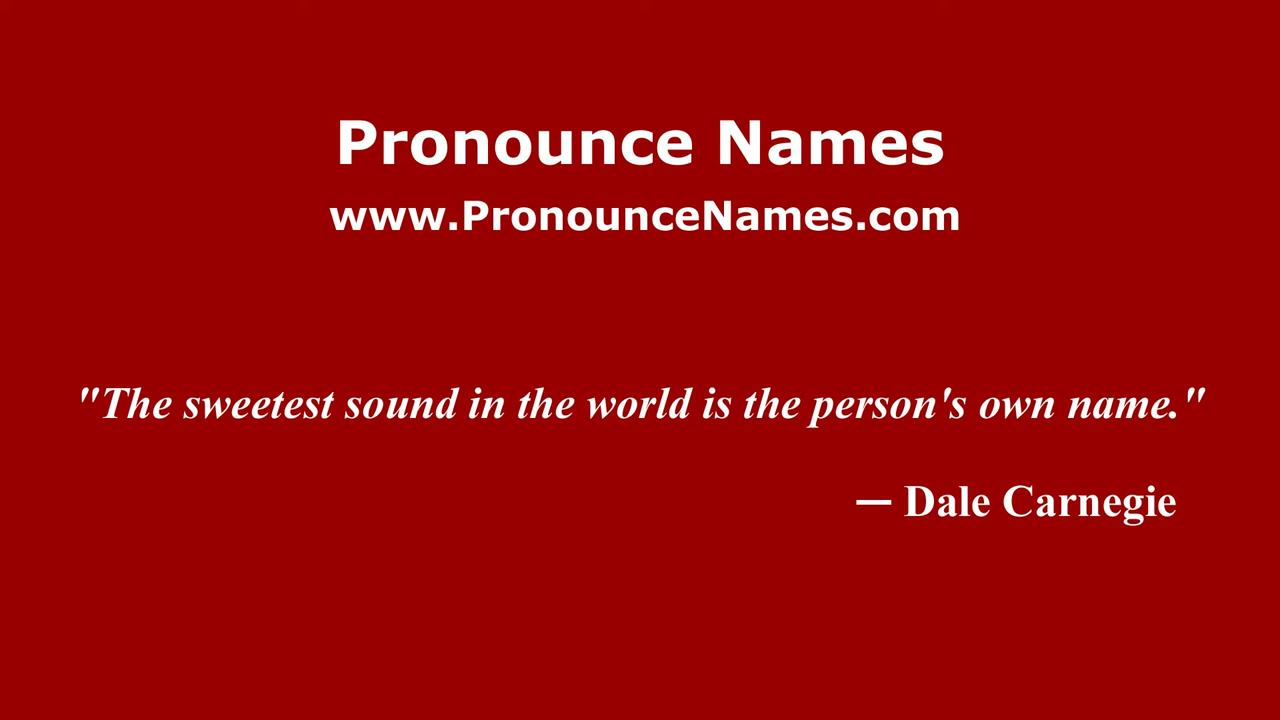 Pronounce Names
www.PronounceNames.com
"The sweetest sound in the world is the person's own name."
— Dale Carnegie